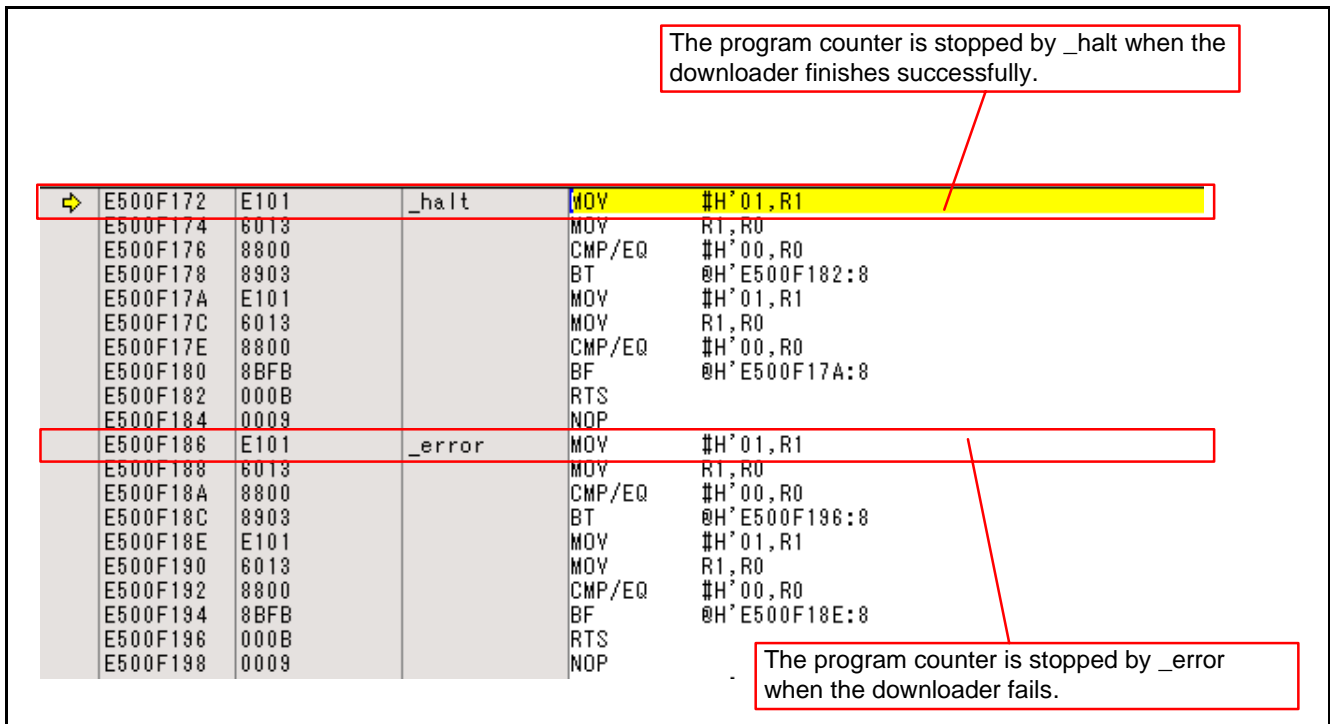 The program counter is stopped by _halt when the
downloader finishes successfully.
E500F172 E101 _halt MOV #H'01,R1
E500F174 6013 MOV R1,R0
E500F176 8800 CMP/EQ #H'00,R0
E500F178 8903 BT @H'E500F182:8
E500F17A E101 MOV #H'01,R1
E500F17C 6013 MOV R1,R0
E500F17E 8800 CMP/EQ #H'00,R0
E500F180 8BFB BF @H'E500F17A:8
E500F182 000B RTS
E500F184 0009 NOP
E500F186 E101 _error MOV #H'01,R1
E500F188 6013 MOV R1,R0
E500F18A 8800 CMP/EQ #H'00,R0
E500F18C 8903 BT @H'E500F196:8
E500F18E E101 MOV #H'01,R1
E500F190 6013 MOV R1,R0
E500F192 8800 CMP/EQ #H'00,R0
E500F194 8BFB BF @H'E500F18E:8
E500F196 000B RTS
E500F198 0009 NOP
The program counter is stopped by _error
when the downloader fails.